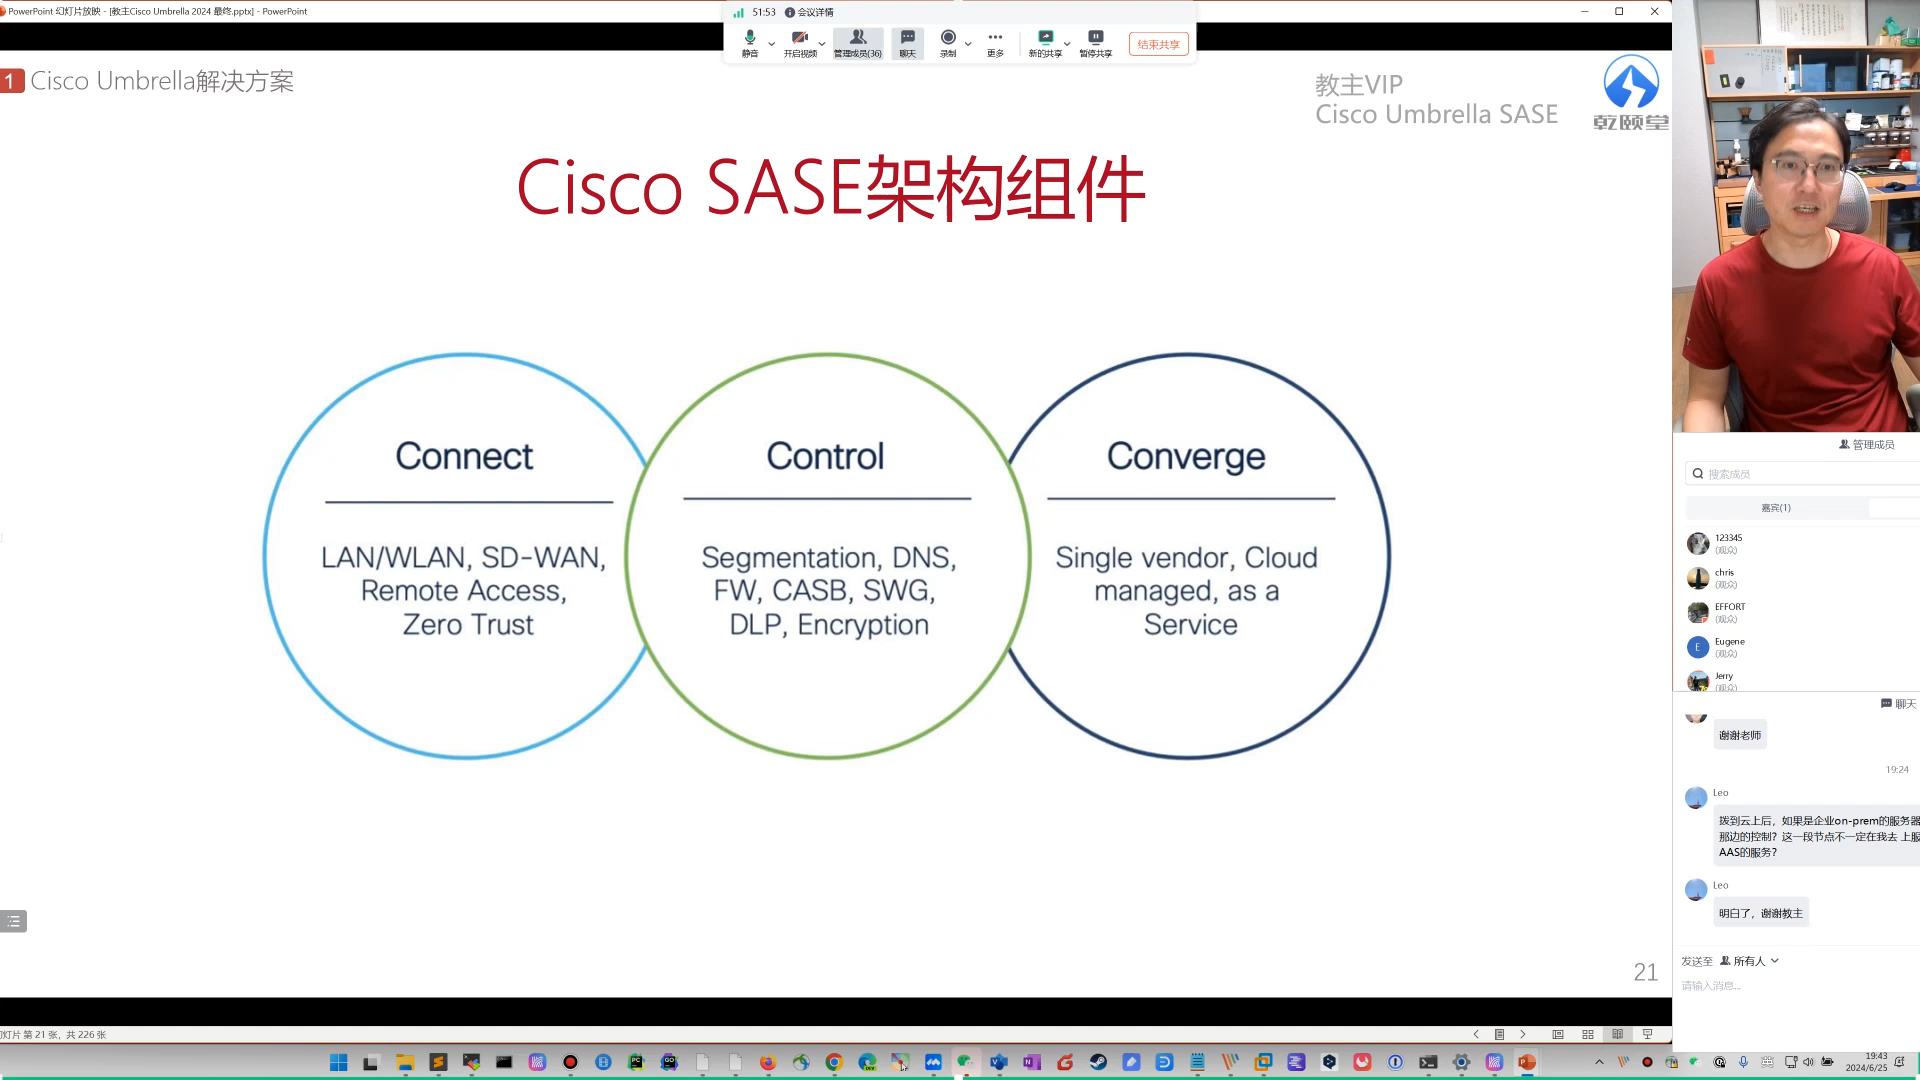 PowerPoint 幻灯片放映 - [教主Cisco Umbrella 2024 最终.pptx] - PowerPoint
51:53 会议详情
静音 开启视频 管理成员(36) 聊天 录制 更多 新的共享 暂停共享 结束共享
1 Cisco Umbrella解决方案
教主VIP
Cisco Umbrella SASE
乾颐堂
Cisco SASE架构组件
Connect
LAN/WLAN, SD-WAN,
Remote Access,
Zero Trust
Control
Segmentation, DNS,
FW, CASB, SWG,
DLP, Encryption
Converge
Single vendor, Cloud
managed, as a
Service
21
灯片 第 21 张，共 226 张
管理成员
搜索成员
嘉宾(1)
123345
(观众)
chris
(观众)
EFFORT
(观众)
E
Eugene
(观众)
Jerry
(观众)
聊天
谢谢老师
19:24
Leo
拨到云上后，如果是企业on-prem的服务器
那边的控制？这一段节点不一定在我去 上服
AAS的服务？
Leo
明白了，谢谢教主
发送至 所有人
请输入消息...
19:43
2024/6/25